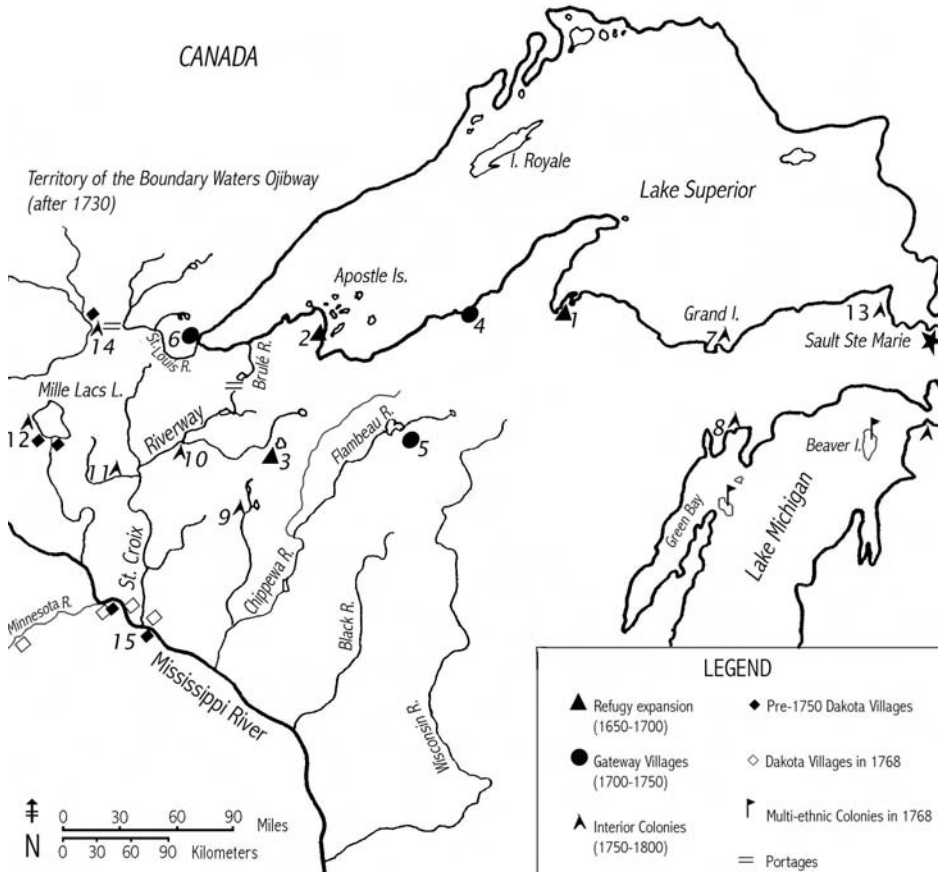 CANADA
I. Royale
Territory of the Boundary Waters Ojibway
(after 1730)
Lake Superior
Apostle Is.
Grand I.
13
1
2
4
6
7
14
St. Louis R.
Brulé R.
Sault Ste Marie
Mille Lacs L.
Riverway
Flambeau R.
5
12
11
10
3
8
Beaver I.
9
Green Bay
Lake Michigan
St. Croix
Chippewa R.
Minnesota R.
Black R.
15
Mississippi River
Wisconsin R.
LEGEND
Refugy expansion
(1650-1700)
Pre-1750 Dakota Villages
Gateway Villages
(1700-1750)
Dakota Villages in 1768
Multi-ethnic Colonies in 1768
Interior Colonies
(1750-1800)
Portages
0 30 60 90 Miles
N
0 30 60 90
Kilometers